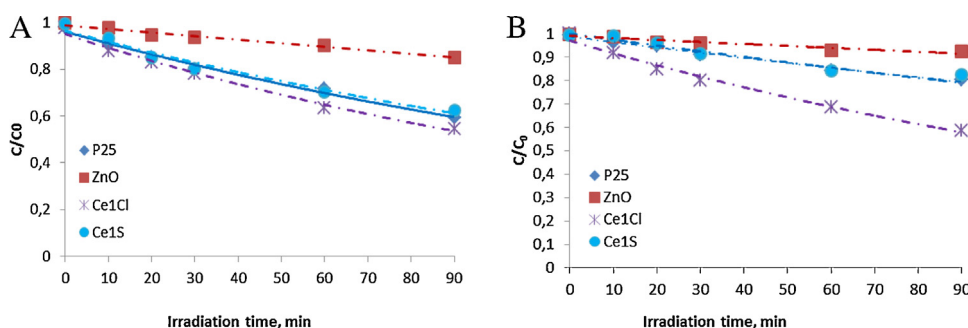 A
C/C0
1
0,8
0,6
0,4
0,2
0
P25
ZnO
Ce1Cl
Ce1S
0 10 20 30 40 50 60 70 80 90
Irradiation time, min
B
C/C₀
1
0,9
0,8
0,7
0,6
0,5
0,4
0,3
0,2
0,1
0
P25
ZnO
Ce1Cl
Ce1S
0 10 20 30 40 50 60 70 80 90
Irradiation time, min